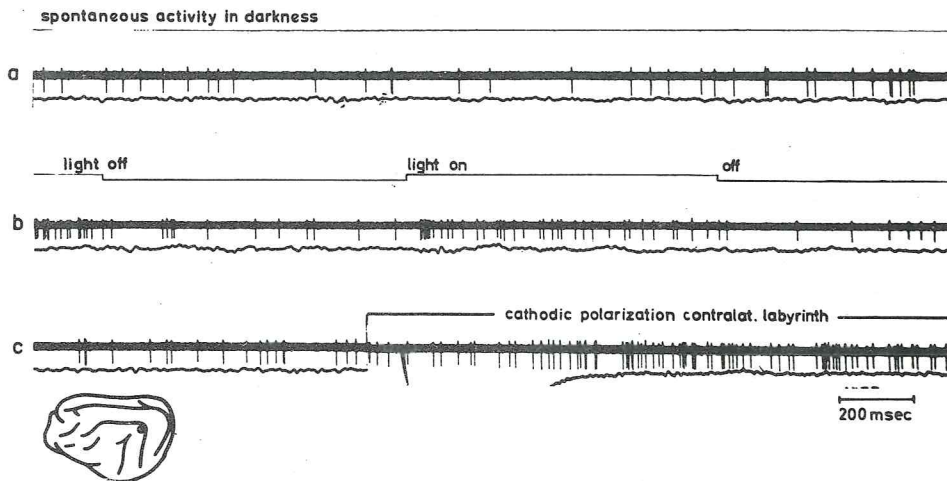 spontaneous activity in darkness
a
light off
light on
off
b
cathodic polarization contralat. labyrinth
c
200 msec